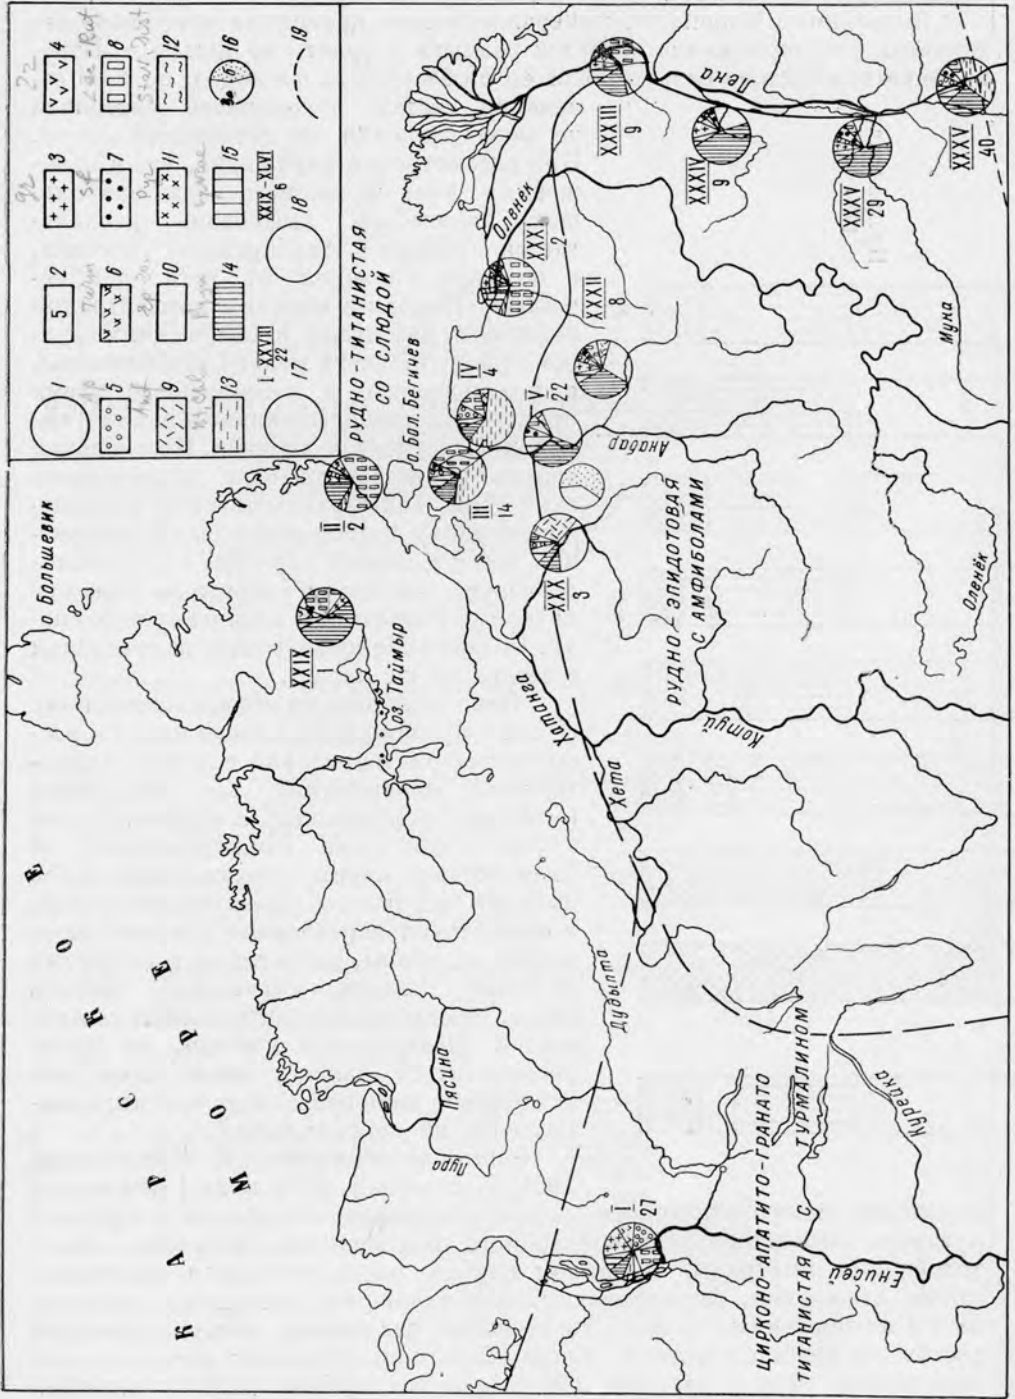 КАРСКОЕ
МОРЕ
о Большевик
1
2
3
4
5
6
7
8
9
10
11
12
13
14
15
16
I-XXVIII
22
17
18
XXIX-XLVI
6
19
РУДНО-ТИТАНИСТАЯ
СО СЛЮДОЙ
о. Бол. Бегичев
II
2
XXIX
1
оз. Таймыр
III
14
IV
4
V
22
XXXI
2
XXXII
8
XXX
3
XXXIII
9
XXXIV
9
XXXV
29
XXXV
40
Оленёк
Лена
Анабар
Муна
Оленёк
РУДНО-ЭПИДОТОВАЯ
С АМФИБОЛАМИ
Хатанга
Котуй
Хета
Дудыпта
Пясина
Пура
I
27
ЦИРКОНО-АПАТИТО-ГРАНАТО
ТИТАНИСТАЯ С ТУРМАЛИНОМ
Курейка
Енисей